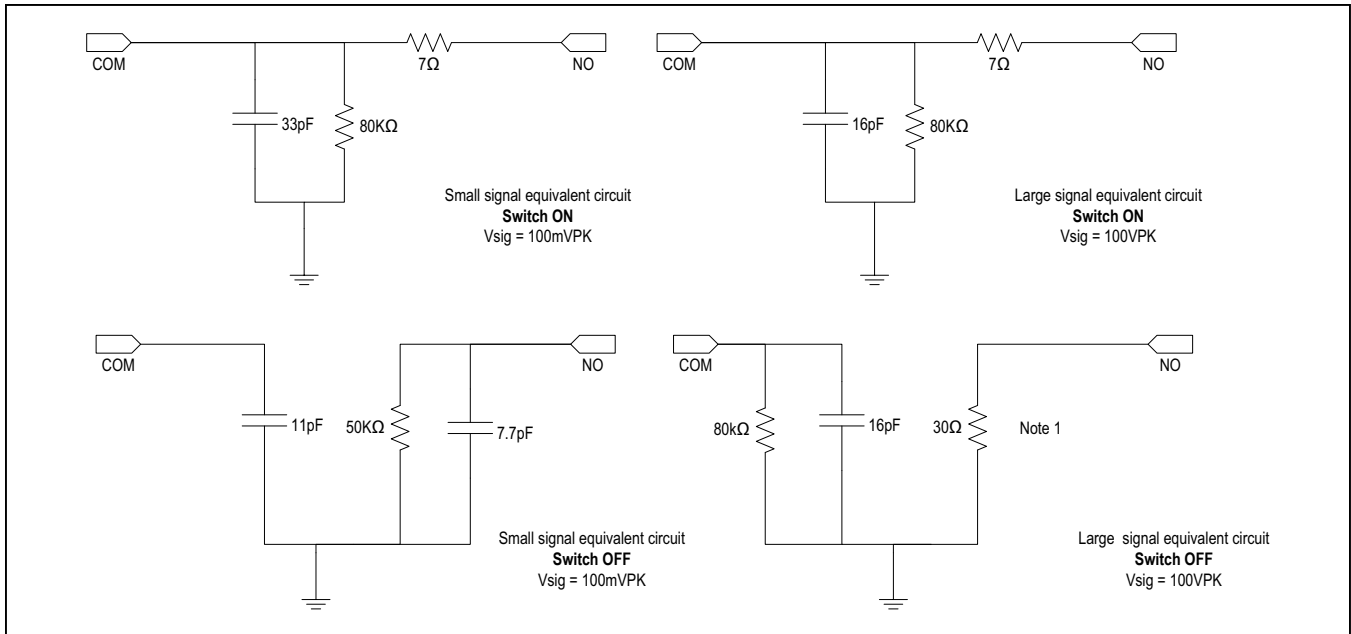 COM
7Ω
NO
33pF
80KΩ
Small signal equivalent circuit
Switch ON
Vsig = 100mVPK
COM
7Ω
NO
16pF
80KΩ
Large signal equivalent circuit
Switch ON
Vsig = 100VPK
COM
NO
11pF
50KΩ
7.7pF
Small signal equivalent circuit
Switch OFF
Vsig = 100mVPK
COM
NO
80kΩ
16pF
30Ω
Note 1
Large signal equivalent circuit
Switch OFF
Vsig = 100VPK